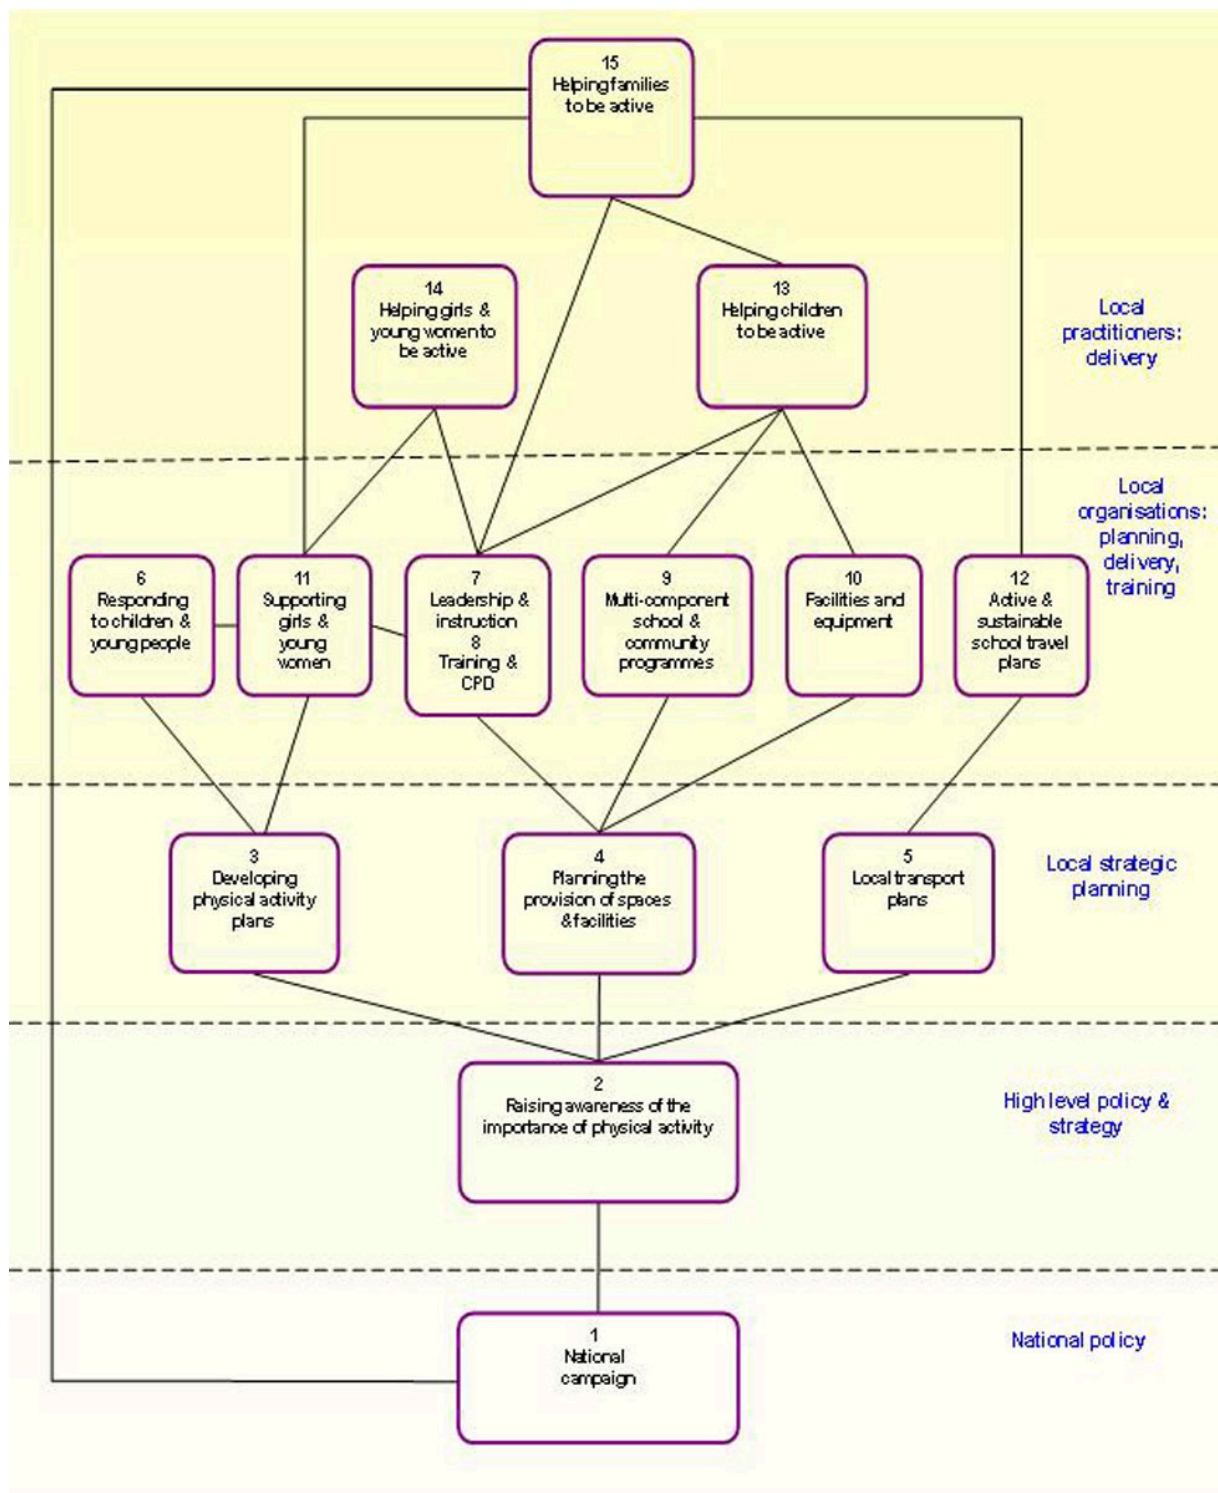 15
Helping families
to be active
14
Helping girls &
young women to
be active
13
Helping children
to be active
Local
practitioners:
delivery
Local
organisations:
planning,
delivery,
training
6
Responding
to children &
young people
11
Supporting
girls &
young
women
7
Leadership &
instruction
8
Training &
CPD
9
Multi-component
school &
community
programmes
10
Facilities and
equipment
12
Active &
sustainable
school travel
plans
3
Developing
physical activity
plans
4
Planning the
provision of spaces
& facilities
5
Local transport
plans
Local strategic
planning
2
Raising awareness of the
importance of physical activity
High level policy &
strategy
1
National
campaign
National policy